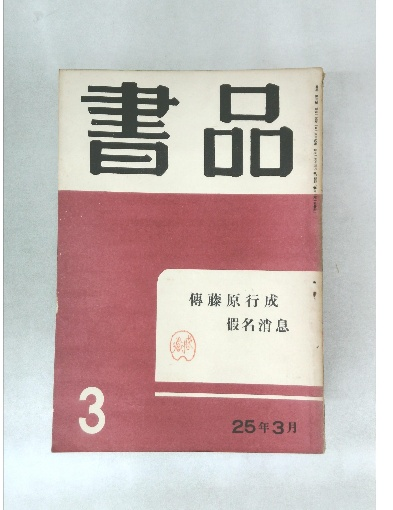 書品
傳藤原行成
假名消息
3
25年3月